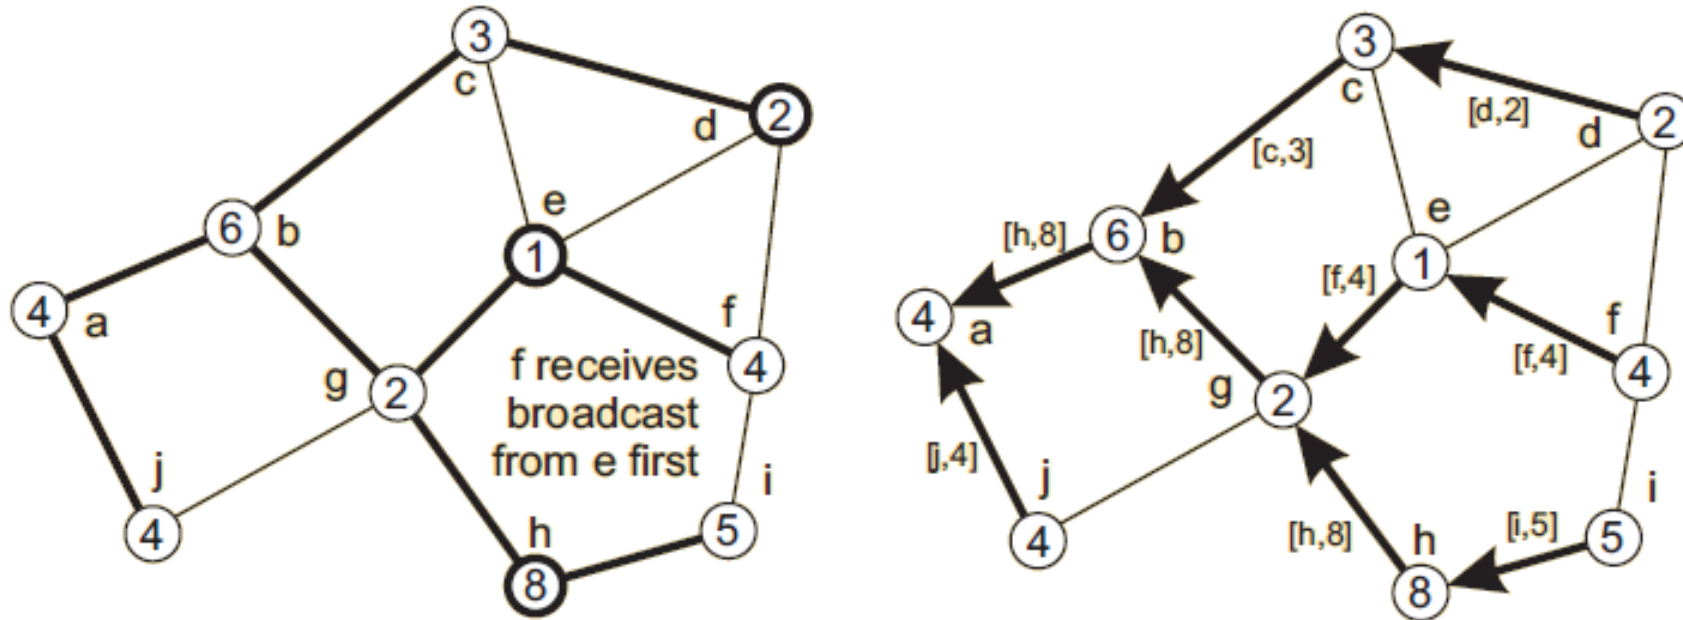 3
c
2
d
e
6
b
1
4
a
f
f receives
4
g
2
broadcast
from e first
j
i
4
h
5
8
3
c
[d,2]
2
d
[c,3]
e
[h,8]
6
b
1
[f,4]
4
a
f
[h,8]
[f,4]
4
g
2
[j,4]
j
i
4
[h,8]
h
[i,5]
5
8